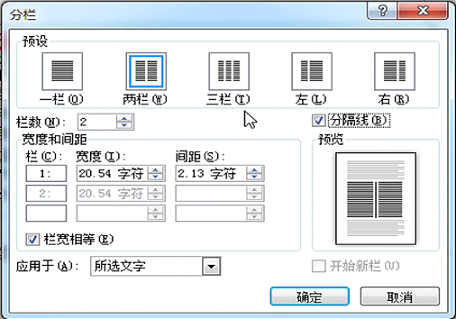 分栏
预设
一栏(O) 两栏(W) 三栏(T) 左(L) 右(R)
栏数(N): 2 分隔线(B)
宽度和间距 预览
栏(C): 宽度(I): 间距(S):
1: 20.54 字符 2.13 字符
2: 20.54 字符
栏宽相等(E)
应用于(A): 所选文字 开始新栏(U)
确定 取消